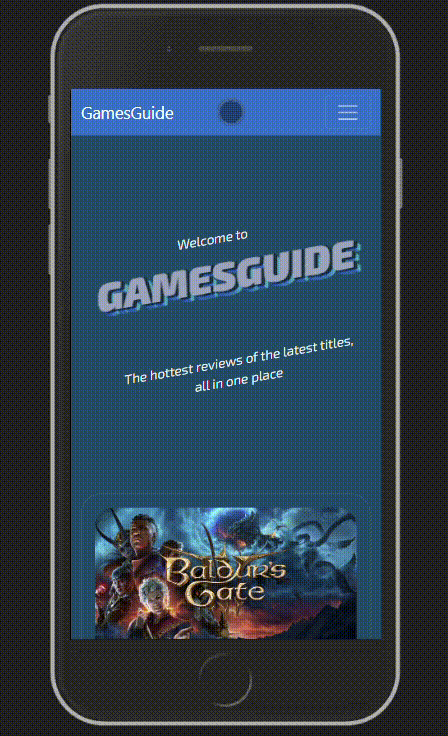 GamesGuide
Welcome to
GAMESGUIDE
The hottest reviews of the latest titles,
all in one place
BALDUR'S
GATE